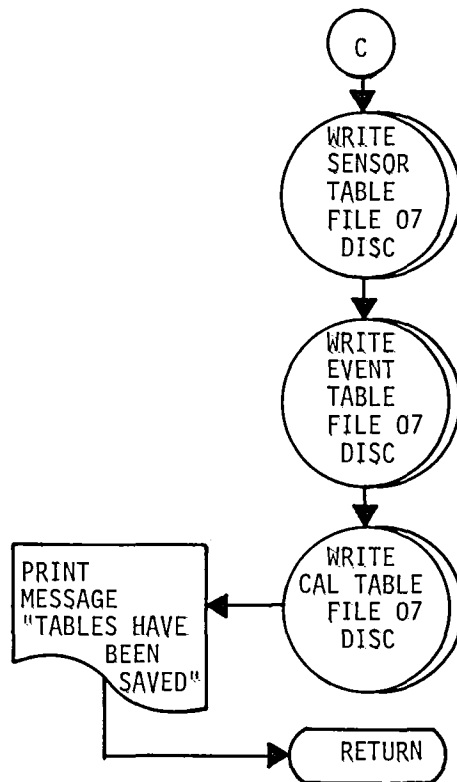 C
WRITE
SENSOR
TABLE
FILE 07
DISC
WRITE
EVENT
TABLE
FILE 07
DISC
WRITE
CAL TABLE
FILE 07
DISC
PRINT
MESSAGE
"TABLES HAVE
BEEN
SAVED"
RETURN